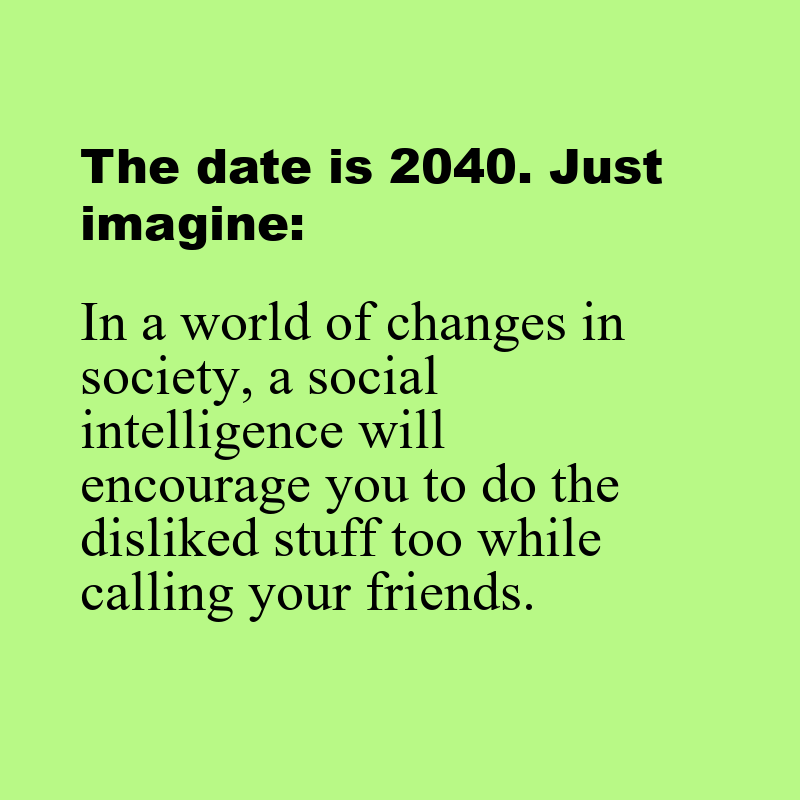 The date is 2040. Just
imagine:
In a world of changes in
society, a social
intelligence will
encourage you to do the
disliked stuff too while
calling your friends.